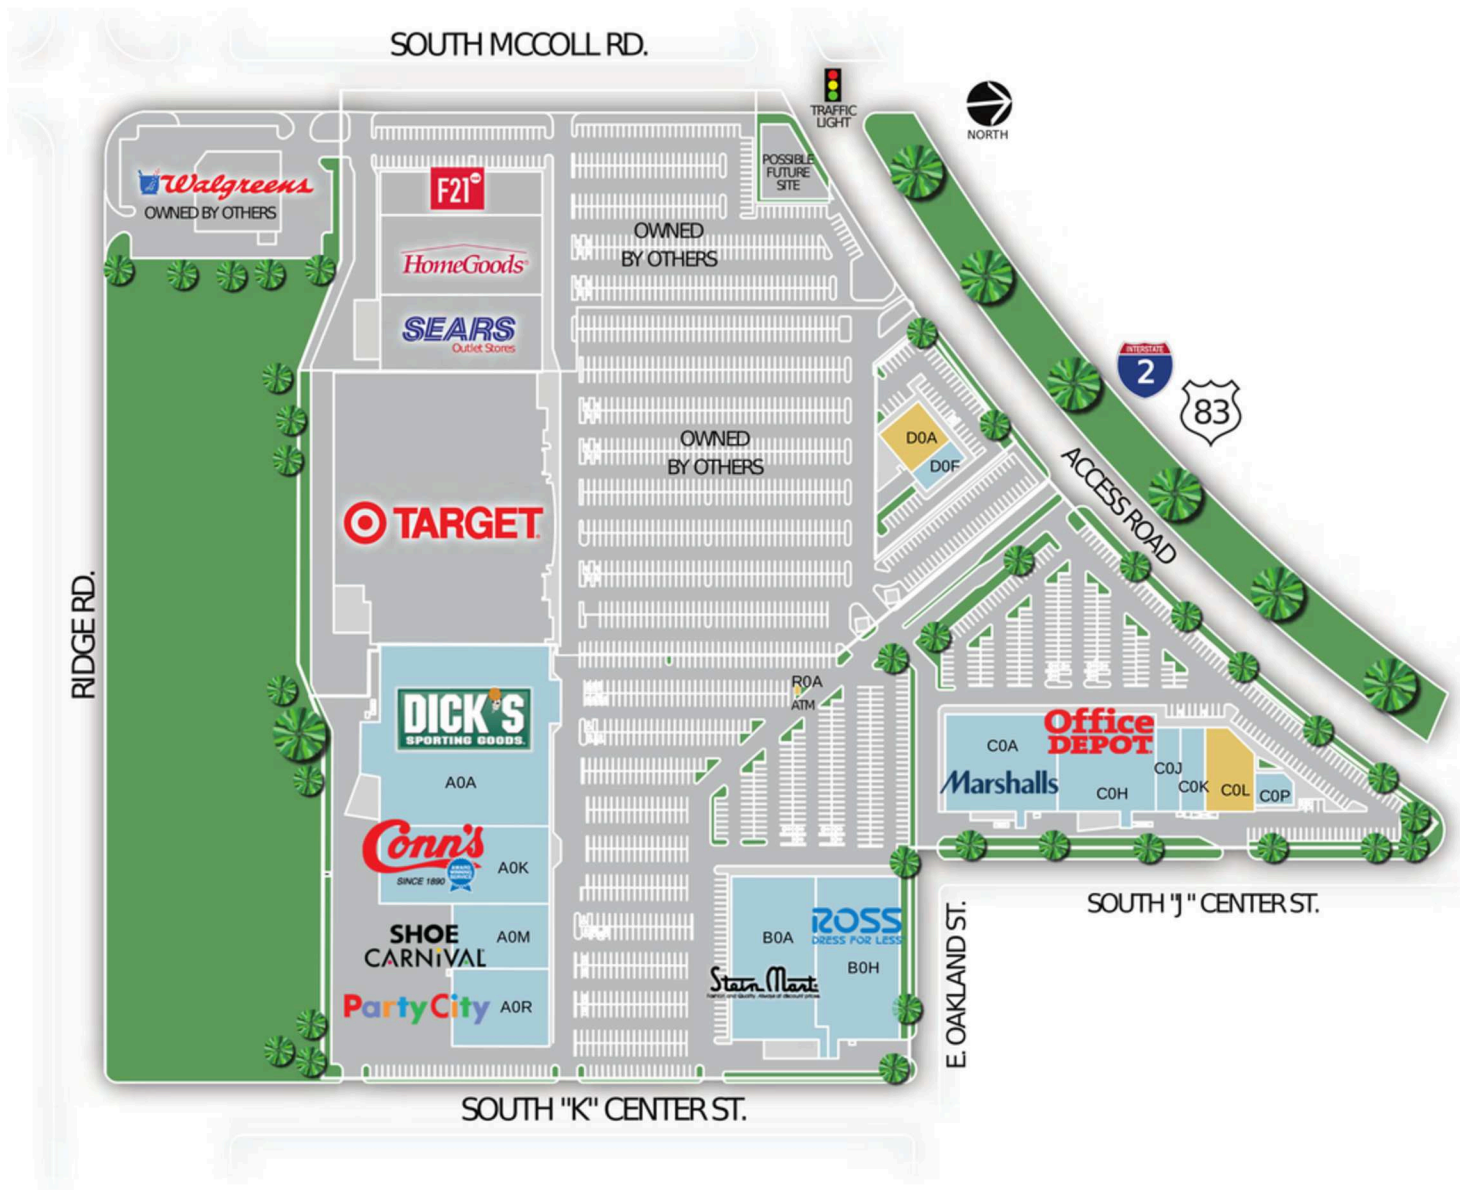 SOUTH MCCOLL RD.
TRAFFIC
LIGHT
NORTH
POSSIBLE
FUTURE
SITE
Walgreens
OWNED BY OTHERS
F21
OWNED
BY OTHERS
HomeGoods
SEARS
Outlet Stores
INTERSTATE
2
83
D0A
D0F
OWNED
BY OTHERS
ACCESS ROAD
TARGET
RIDGE RD.
R0A
ATM
DICK'S
SPORTING GOODS.
A0A
Office
DEPOT
C0A
Marshalls
C0H
C0J
C0K
C0L
C0P
Conn's
SINCE 1890
A0K
SHOE
CARNIVAL
A0M
Party City
A0R
B0A
ROSS
DRESS FOR LESS
B0H
Stein Mart
E. OAKLAND ST.
SOUTH "J" CENTER ST.
SOUTH "K" CENTER ST.